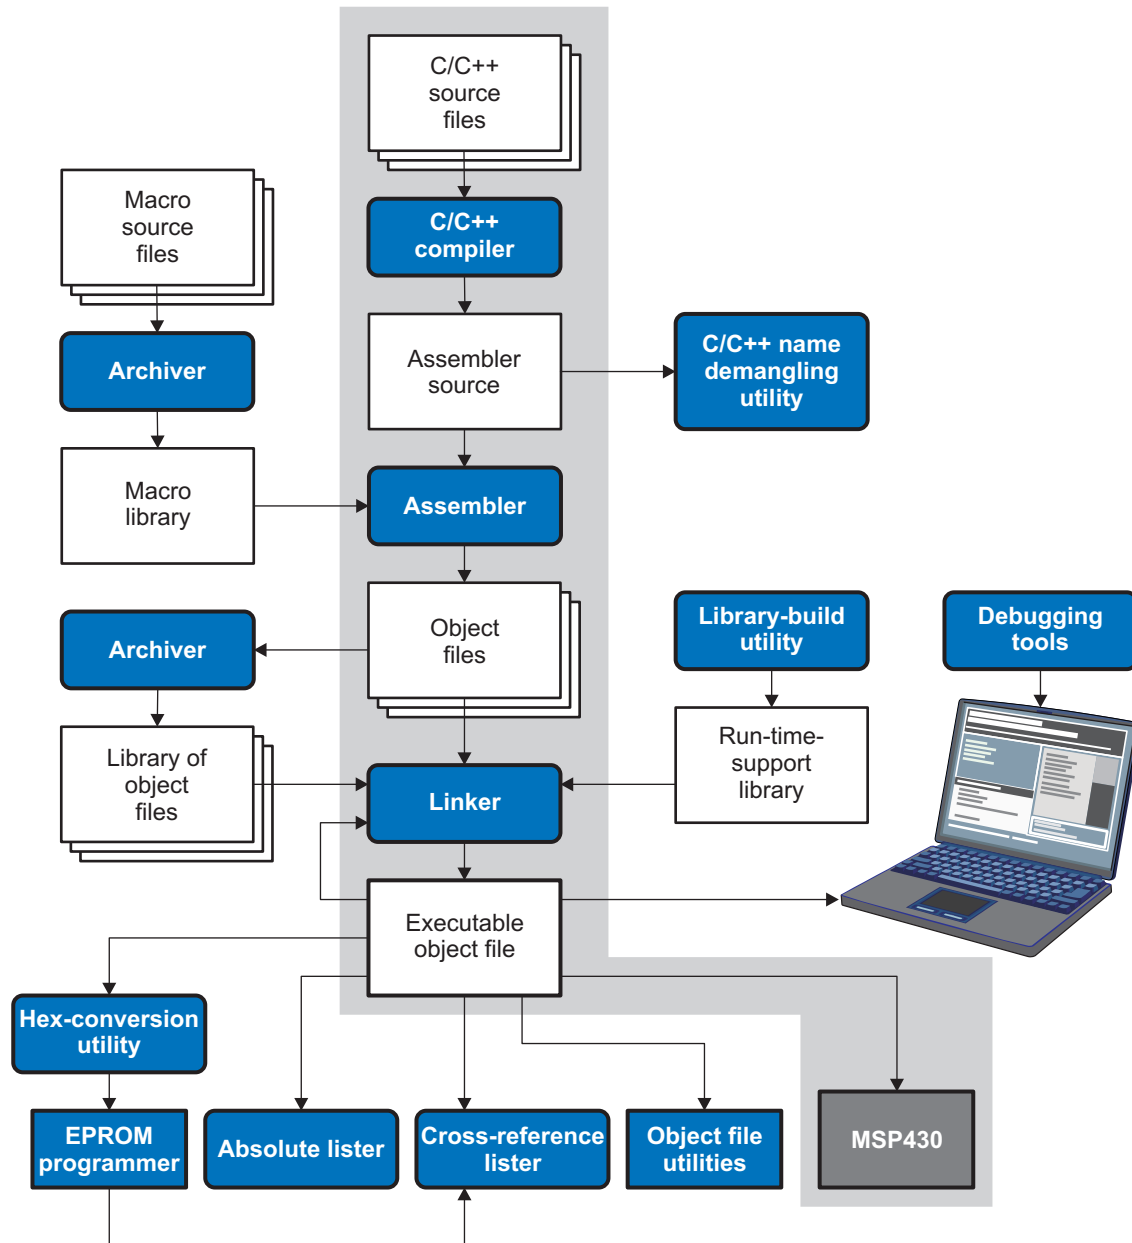 C/C++
source
files
Macro
source
files
C/C++
compiler
Archiver
Assembler
source
C/C++ name
demangling
utility
Macro
library
Assembler
Archiver
Object
files
Library-build
utility
Debugging
tools
Library of
object
files
Linker
Run-time-
support
library
Executable
object file
Hex-conversion
utility
EPROM
programmer
Absolute lister
Cross-reference
lister
Object file
utilities
MSP430